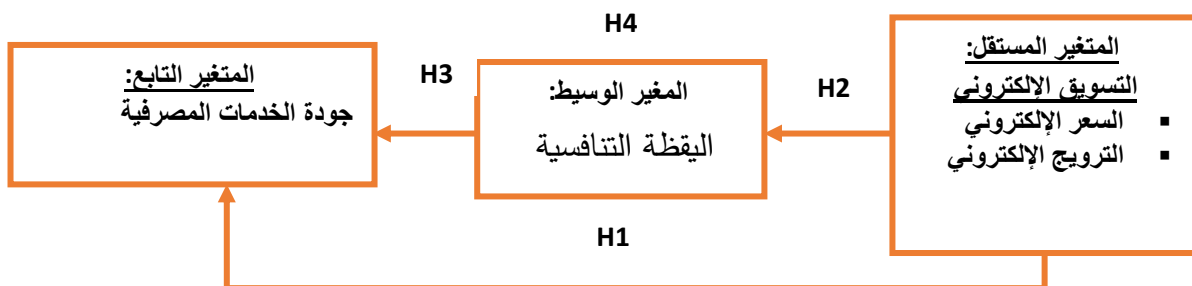 H4
المتغير المستقل:
التسويق الإلكتروني
▪ السعر الإلكتروني
▪ الترويج الإلكتروني
H2
المغير الوسيط:
اليقظة التنافسية
H3
المتغير التابع:
جودة الخدمات المصرفية
H1